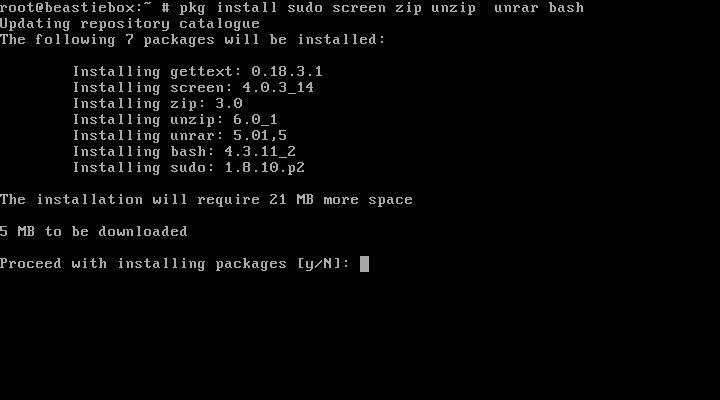 root@beastiebox:~ # pkg install sudo screen zip unzip  unrar bash
Updating repository catalogue
The following 7 packages will be installed:
Installing gettext: 0.18.3.1
Installing screen: 4.0.3_14
Installing zip: 3.0
Installing unzip: 6.0_1
Installing unrar: 5.01,5
Installing bash: 4.3.11_2
Installing sudo: 1.8.10.p2
The installation will require 21 MB more space
5 MB to be downloaded
Proceed with installing packages [y/N]: